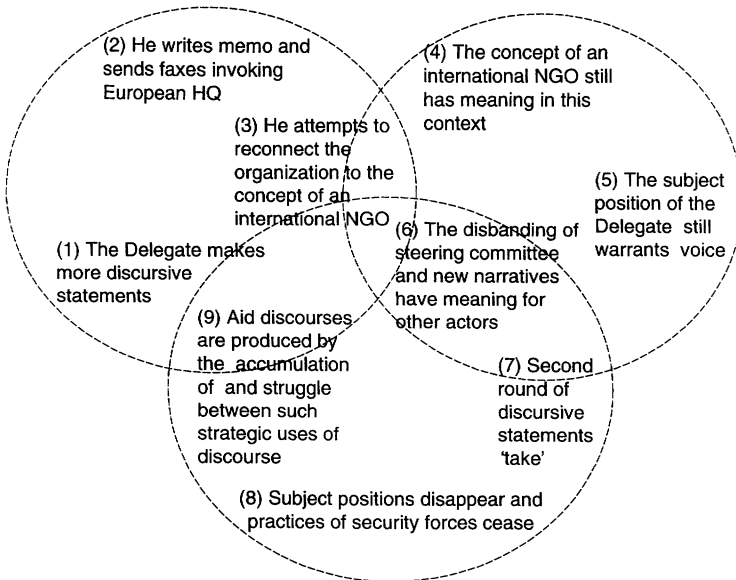 (2) He writes memo and
sends faxes invoking
European HQ
(4) The concept of an
international NGO still
has meaning in this
context
(3) He attempts to
reconnect the
organization to the
concept of an
international NGO
(5) The subject
position of the
Delegate still
warrants voice
(1) The Delegate makes
more discursive
statements
(6) The disbanding of
steering committee
and new narratives
have meaning for
other actors
(9) Aid discourses
are produced by
the accumulation
of and struggle
between such
strategic uses of
discourse
(7) Second
round of
discursive
statements
'take'
(8) Subject positions disappear and
practices of security forces cease